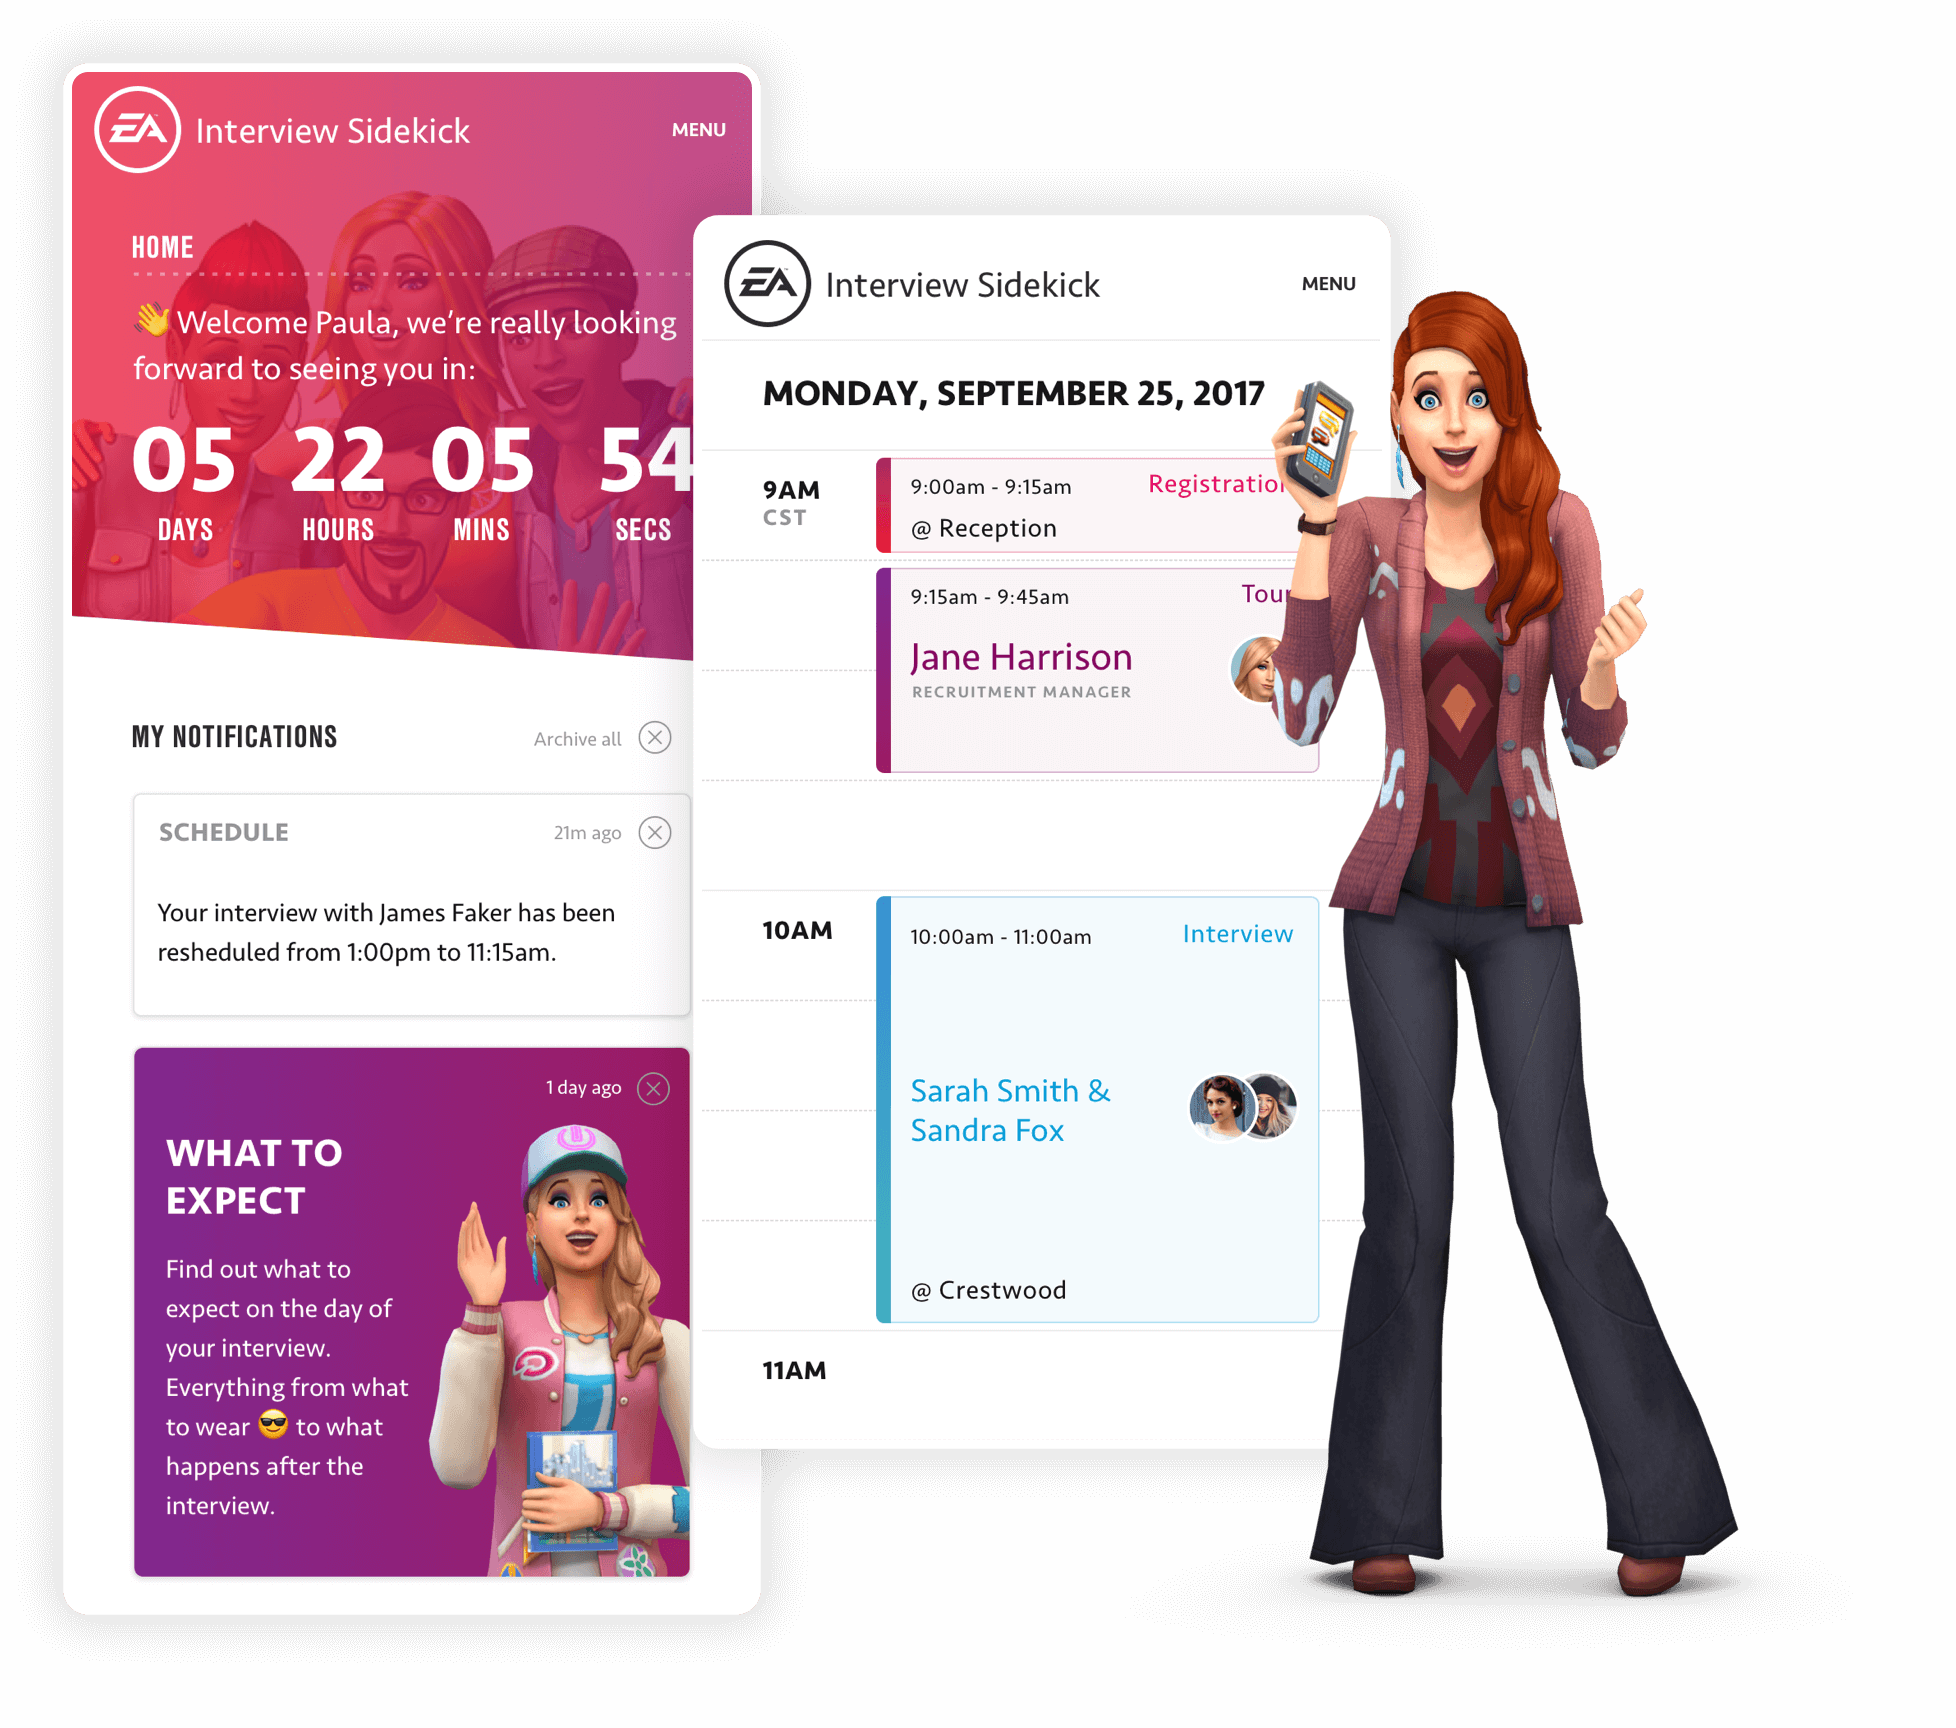 EA Interview Sidekick
MENU
HOME
👋 Welcome Paula, we're really looking
forward to seeing you in:
05 22 05 54
DAYS HOURS MINS SECS
MY NOTIFICATIONS
Archive all
SCHEDULE
21m ago
Your interview with James Faker has been
resheduled from 1:00pm to 11:15am.
1 day ago
WHAT TO
EXPECT
Find out what to
expect on the day of
your interview.
Everything from what
to wear 😎 to what
happens after the
interview.
EA Interview Sidekick
MENU
MONDAY, SEPTEMBER 25, 2017
9AM
CST
9:00am - 9:15am
Registration
@ Reception
9:15am - 9:45am
Tour
Jane Harrison
RECRUITMENT MANAGER
10AM
10:00am - 11:00am
Interview
Sarah Smith &
Sandra Fox
@ Crestwood
11AM